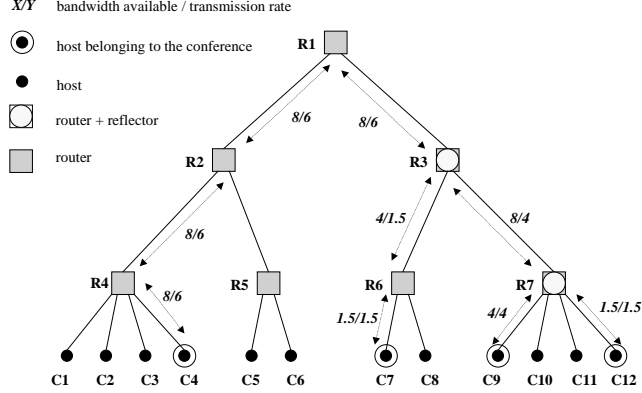 X/Y bandwidth available / transmission rate
host belonging to the conference
host
router + reflector
router
R1
8/6 8/6
R2 R3
8/6 4/1.5 8/4
R4 R5 R6 R7
8/6 1.5/1.5 4/4 1.5/1.5
C1 C2 C3 C4 C5 C6 C7 C8 C9 C10 C11 C12